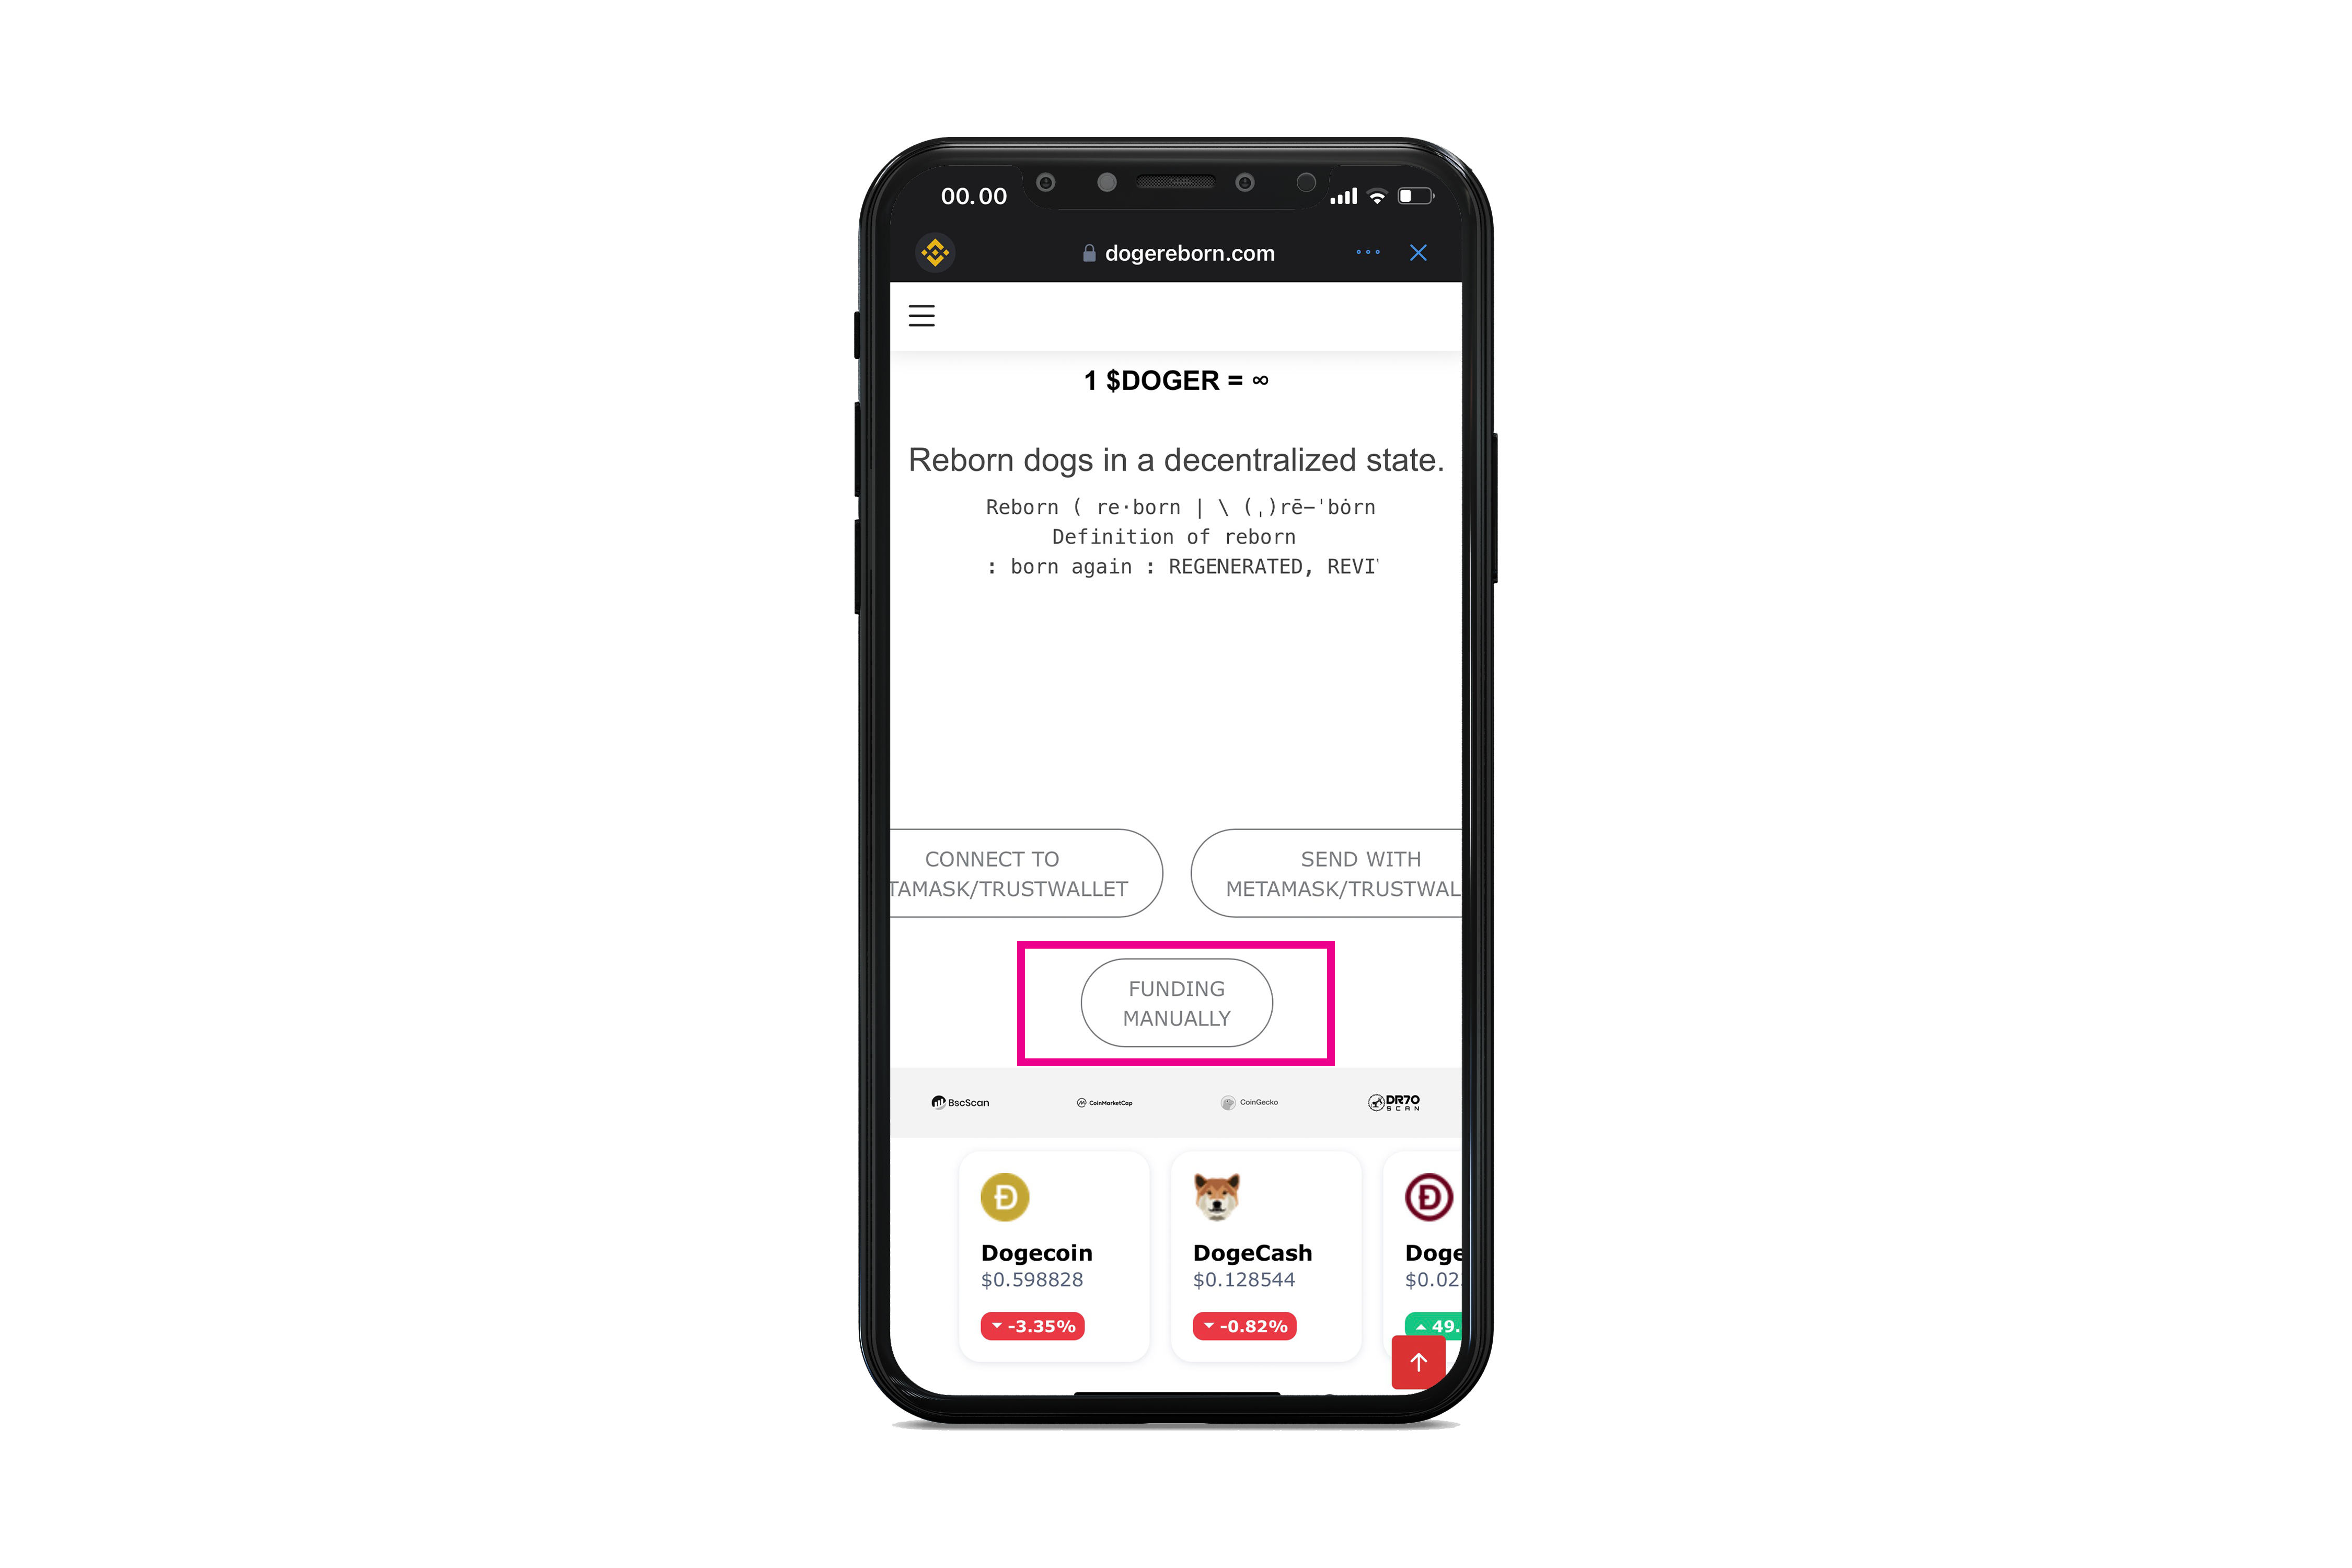 00.00
dogereborn.com
1 $DOGER = ∞
Reborn dogs in a decentralized state.
Reborn ( re·born | \ (ˌ)rē-ˈbȯrn
Definition of reborn
: born again : REGENERATED, REVI
CONNECT TO
TAMASK/TRUSTWALLET
SEND WITH
METAMASK/TRUSTWAL
FUNDING
MANUALLY
BscScan
CoinMarketCap
CoinGecko
DR7O
SCAN
Dogecoin
$0.598828
-3.35%
DogeCash
$0.128544
-0.82%
Doge
$0.02
49.